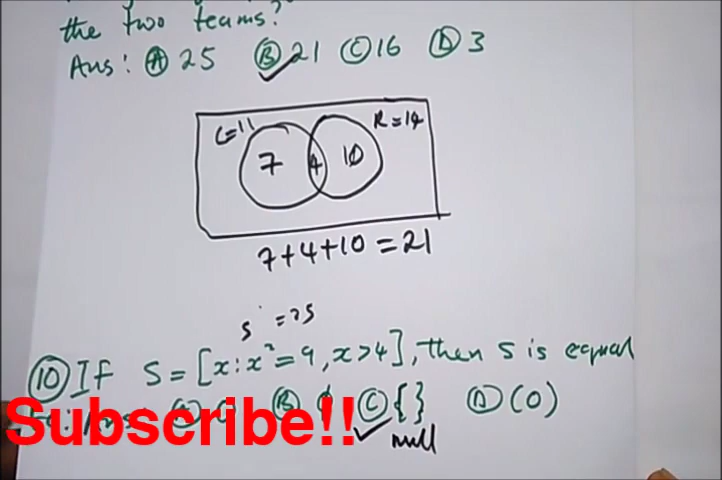 the two teams?
Ans: Ⓐ 25 Ⓑ 21 Ⓒ 16 Ⓓ 3
C=11 R=14
7 4 10
7+4+10=21
5 = 25
⑩ If S = [x: x²=9, x>4], then S is equal
Ⓑ Ⓒ { } Ⓓ (0)
Subscribe!!
null